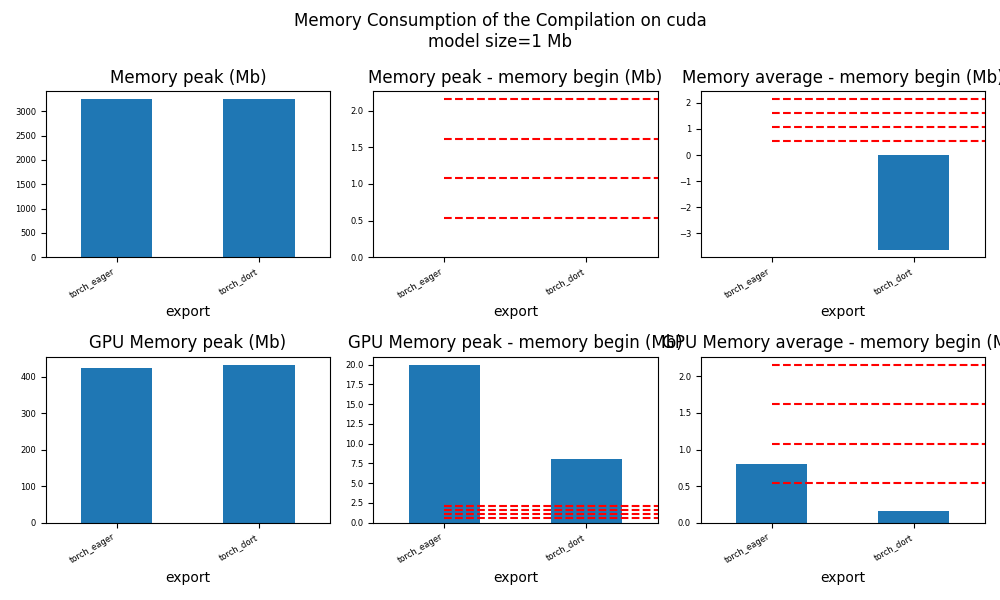 Memory Consumption of the Compilation on cuda
model size=1 Mb
Memory peak (Mb)
3000
2500
2000
1500
1000
500
0
torch_eager
torch_dort
export
Memory peak - memory begin (Mb)
2.0
1.5
1.0
0.5
0.0
torch_eager
torch_dort
export
Memory average - memory begin (Mb)
2
1
0
−1
−2
−3
torch_eager
torch_dort
export
GPU Memory peak (Mb)
400
300
200
100
0
torch_eager
torch_dort
export
GPU Memory peak - memory begin (Mb)
20.0
17.5
15.0
12.5
10.0
7.5
5.0
2.5
0.0
torch_eager
torch_dort
export
GPU Memory average - memory begin (M
2.0
1.5
1.0
0.5
0.0
torch_eager
torch_dort
export